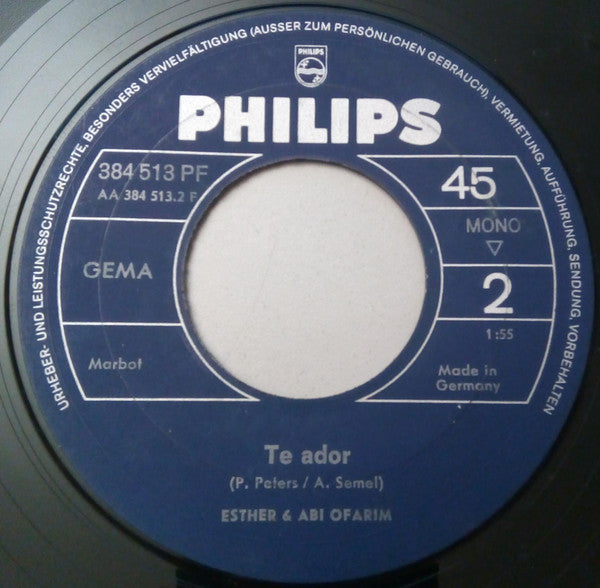 URHEBER- UND LEISTUNGSSCHUTZRECHTE, BESONDERS VERVIELFÄLTIGUNG (AUSSER ZUM PERSÖNLICHEN GEBRAUCH), VERMIETUNG, AUFFÜHRUNG, SENDUNG, VORBEHALTEN
PHILIPS
PHILIPS
384 513 PF
AA 384 513.2 F
45
MONO
GEMA
2
1:55
Marbot
Made in
Germany
Te ador
(P. Peters / A. Semel)
ESTHER & ABI OFARIM